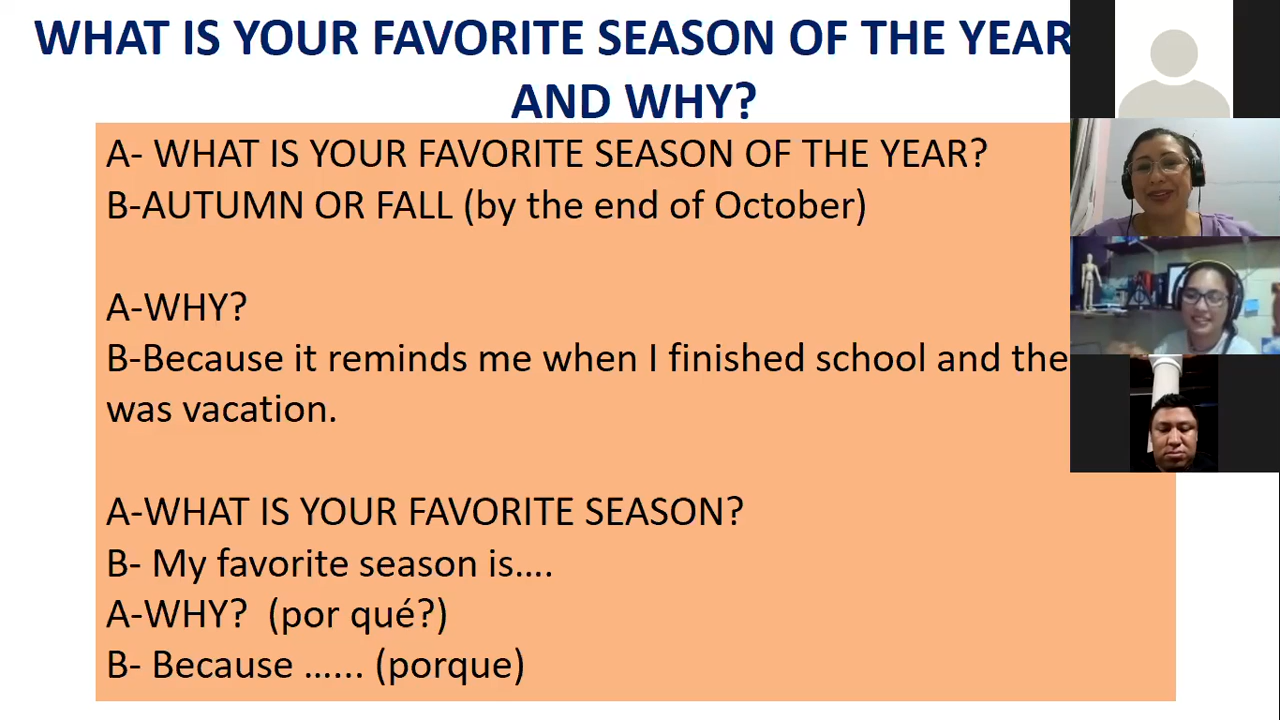 WHAT IS YOUR FAVORITE SEASON OF THE YEAR
AND WHY?
A- WHAT IS YOUR FAVORITE SEASON OF THE YEAR?
B-AUTUMN OR FALL (by the end of October)
A-WHY?
B-Because it reminds me when I finished school and the
was vacation.
A-WHAT IS YOUR FAVORITE SEASON?
B- My favorite season is....
A-WHY? (por qué?)
B- Because ...... (porque)